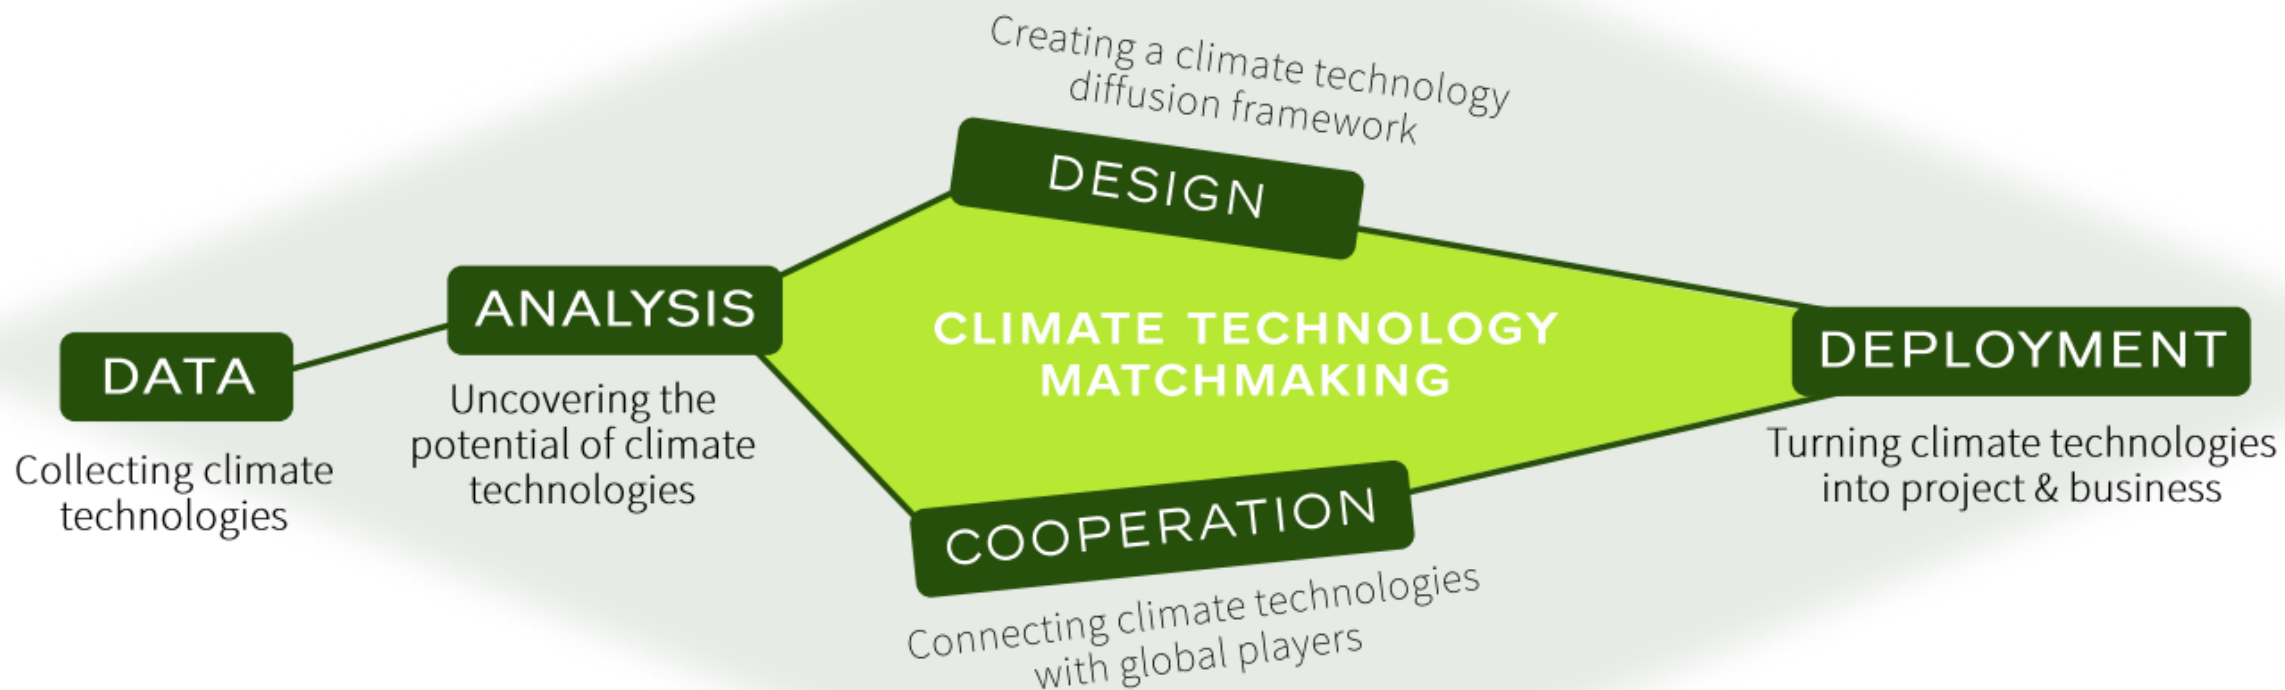 Creating a climate technology
diffusion framework
DESIGN
ANALYSIS
Uncovering the
potential of climate
technologies
DATA
Collecting climate
technologies
CLIMATE TECHNOLOGY
MATCHMAKING
DEPLOYMENT
Turning climate technologies
into project & business
COOPERATION
Connecting climate technologies
with global players